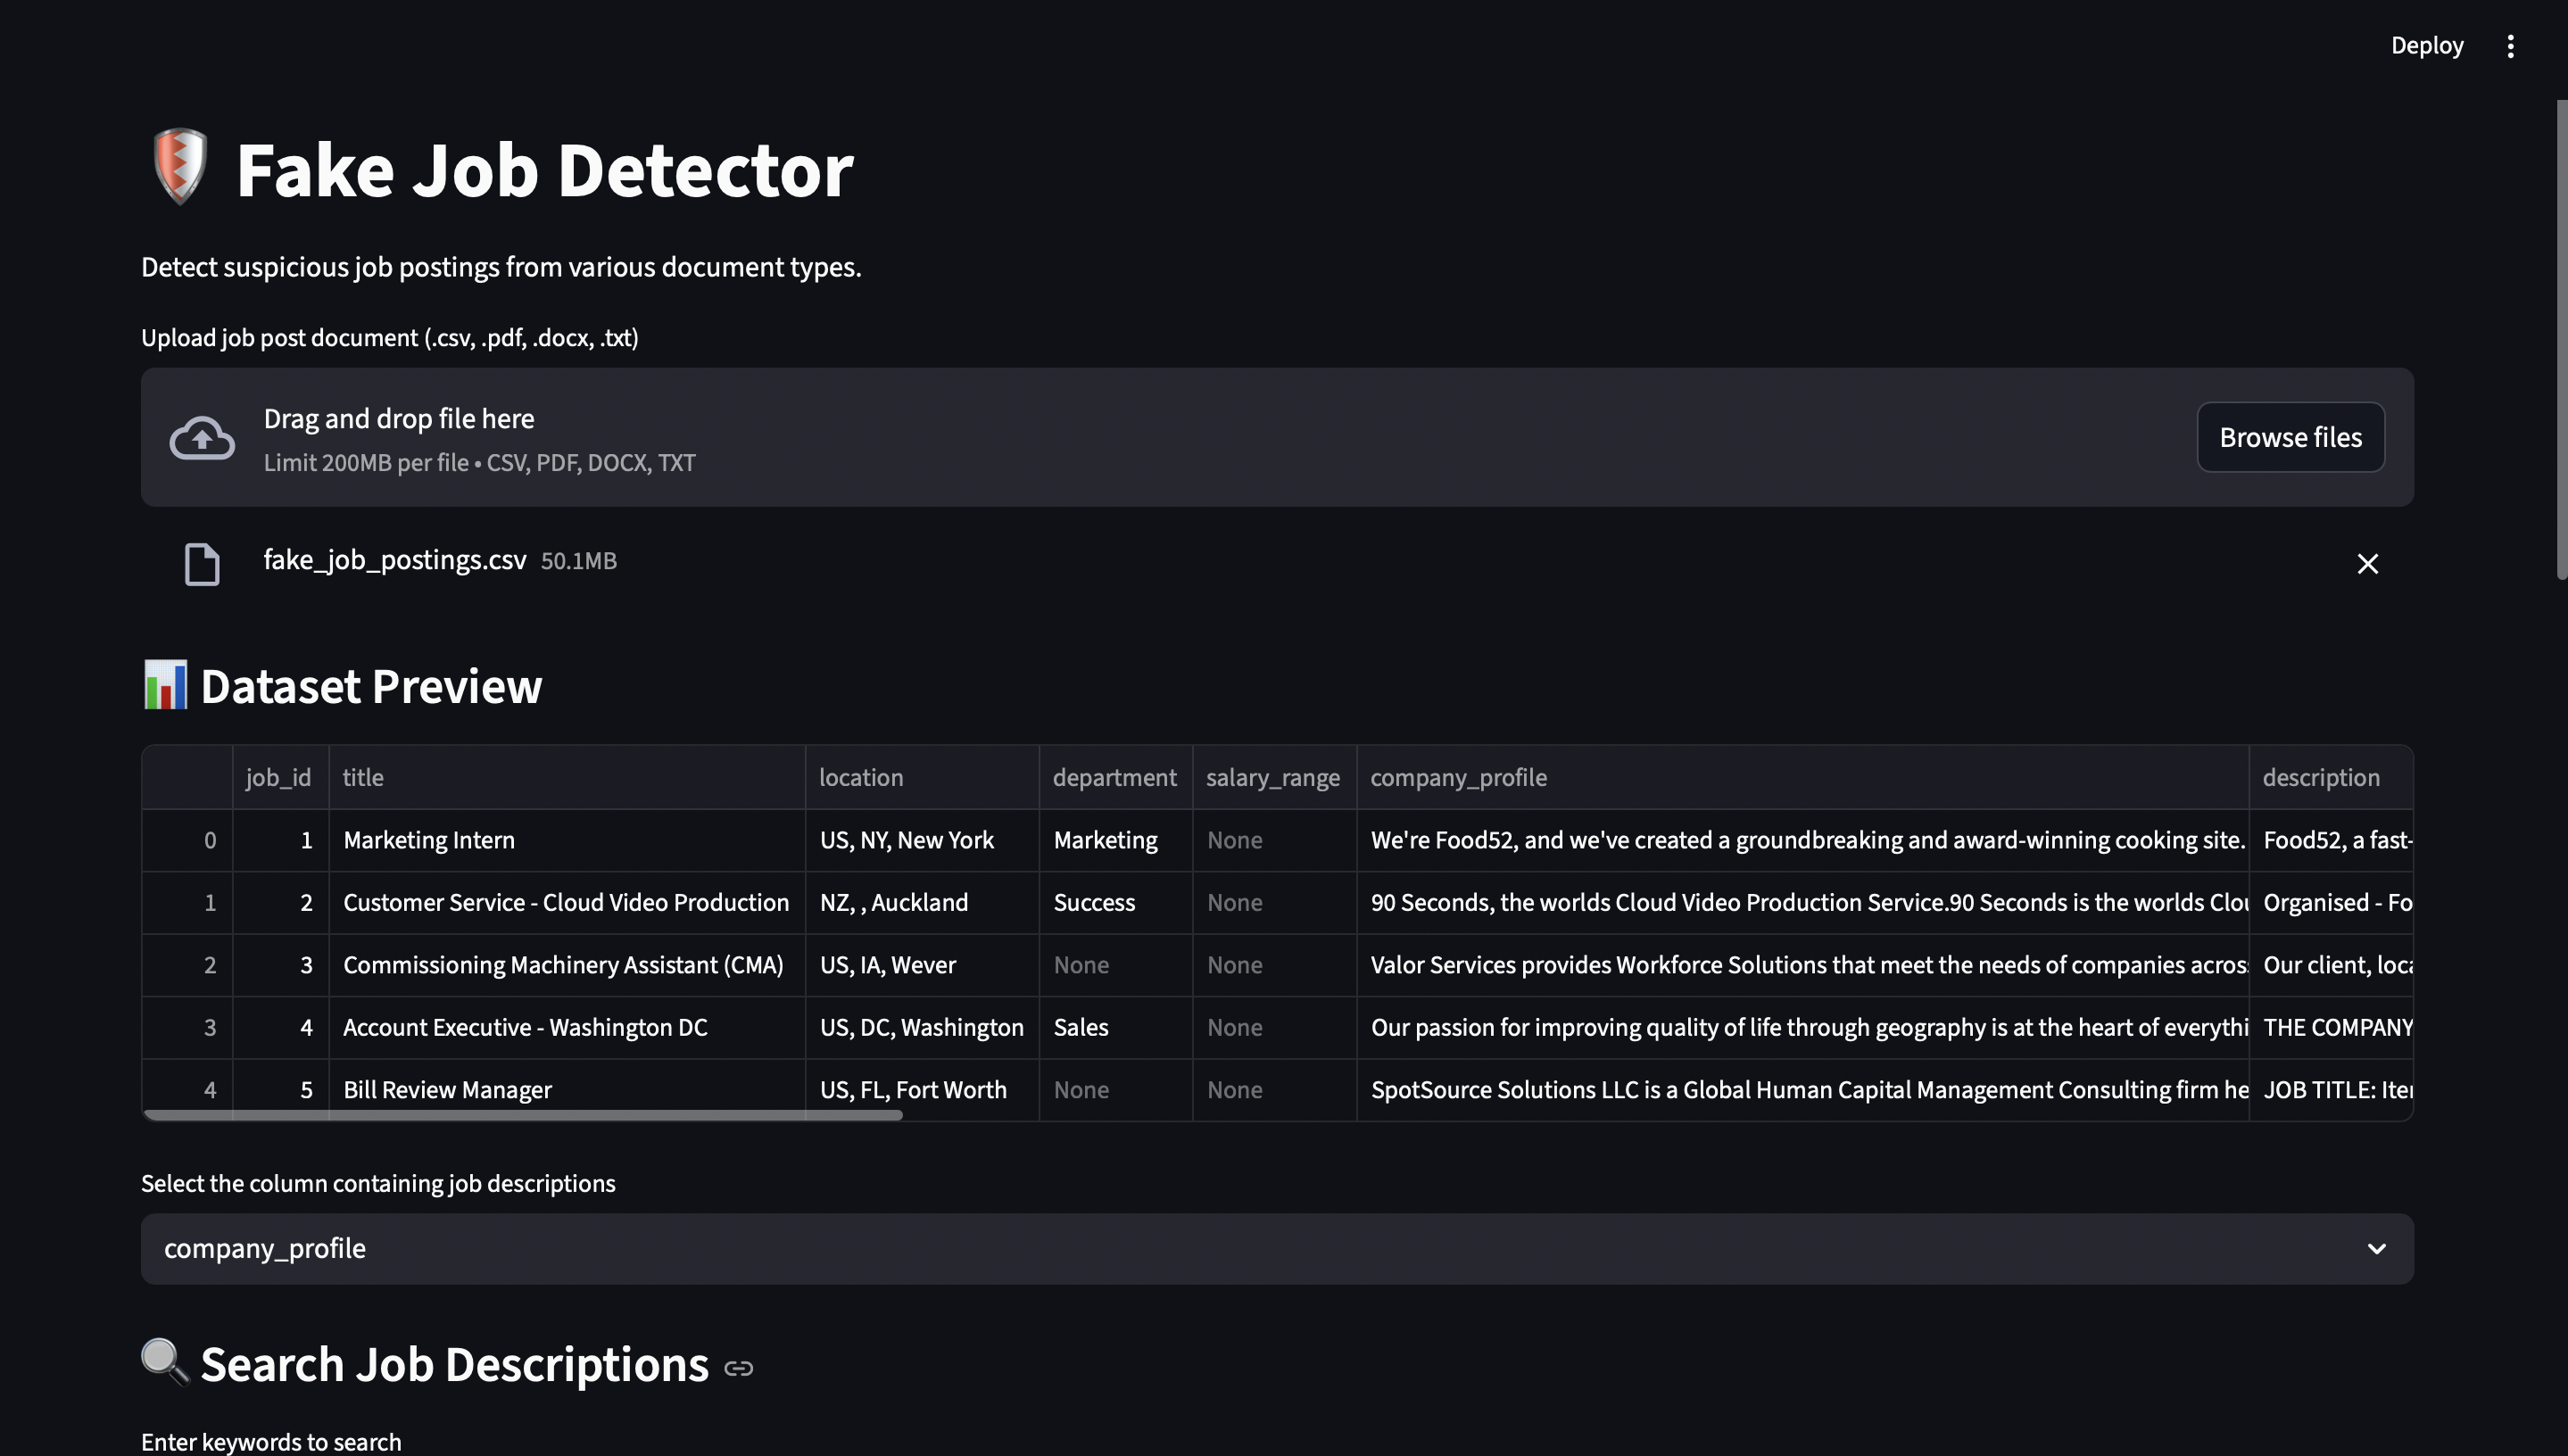 Deploy
Fake Job Detector
Detect suspicious job postings from various document types.
Upload job post document (.csv, .pdf, .docx, .txt)
Drag and drop file here
Limit 200MB per file • CSV, PDF, DOCX, TXT
Browse files
fake_job_postings.csv 50.1MB
Dataset Preview
job_id title location department salary_range company_profile description
0 1 Marketing Intern US, NY, New York Marketing None We're Food52, and we've created a groundbreaking and award-winning cooking site. Food52, a fast-
1 2 Customer Service - Cloud Video Production NZ, , Auckland Success None 90 Seconds, the worlds Cloud Video Production Service.90 Seconds is the worlds Clou Organised - Fo
2 3 Commissioning Machinery Assistant (CMA) US, IA, Wever None None Valor Services provides Workforce Solutions that meet the needs of companies across Our client, loca
3 4 Account Executive - Washington DC US, DC, Washington Sales None Our passion for improving quality of life through geography is at the heart of everythi THE COMPANY
4 5 Bill Review Manager US, FL, Fort Worth None None SpotSource Solutions LLC is a Global Human Capital Management Consulting firm he JOB TITLE: Iter
Select the column containing job descriptions
company_profile
Search Job Descriptions
Enter keywords to search